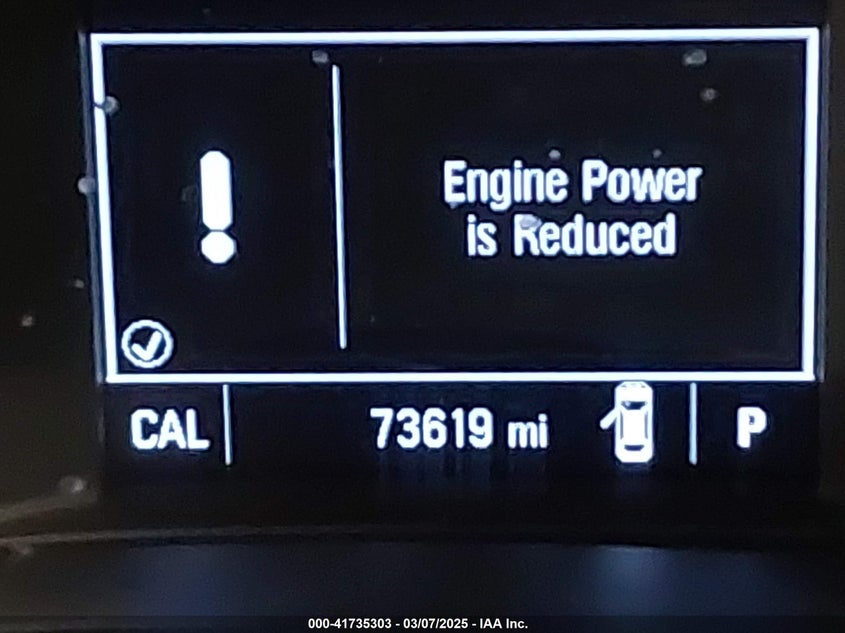 Engine Power
is Reduced
CAL 73619 mi P
000-41735303 - 03/07/2025 - IAA Inc.